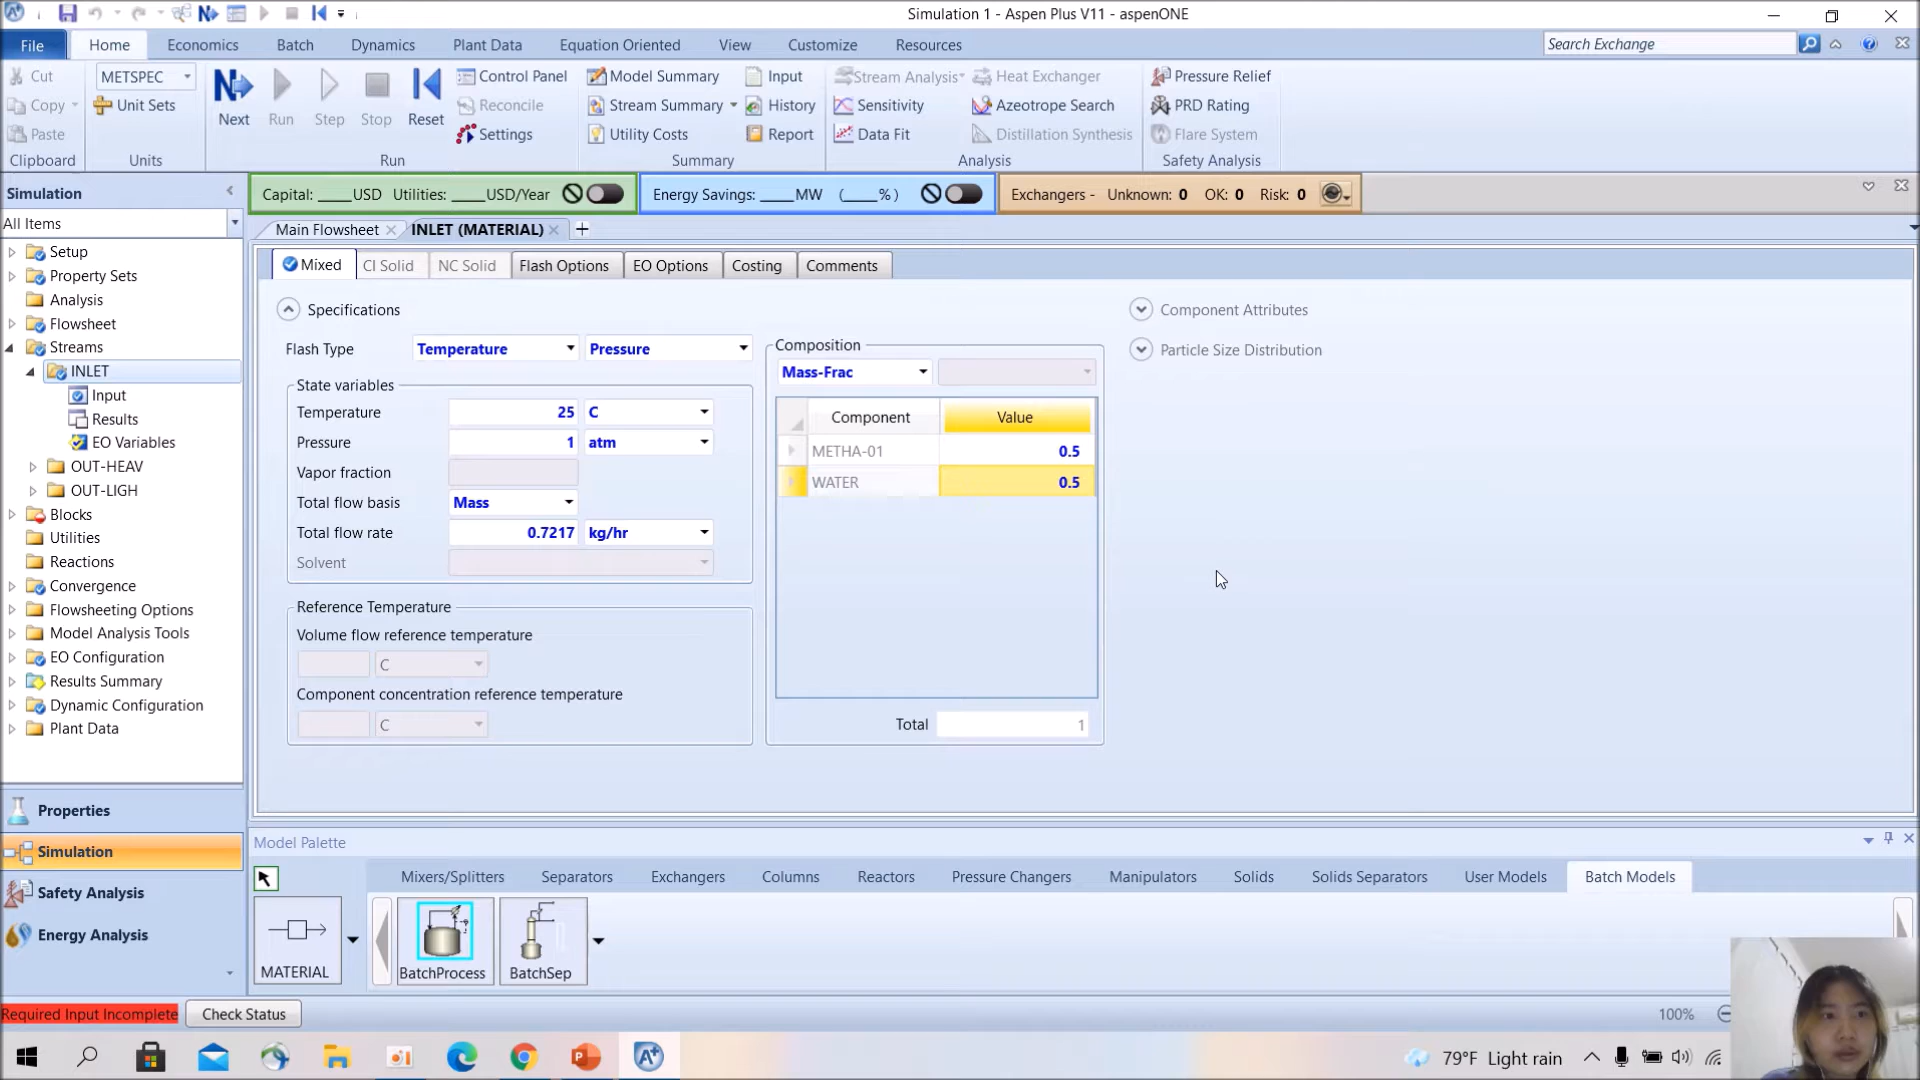 Simulation 1 - Aspen Plus V11 - aspenONE
File Home Economics Batch Dynamics Plant Data Equation Oriented View Customize Resources Search Exchange
Cut METSPEC Control Panel Model Summary Input Stream Analysis Heat Exchanger Pressure Relief
Copy Unit Sets Reconcile Stream Summary History Sensitivity Azeotrope Search PRD Rating
Next Run Step Stop Reset
Paste Settings Utility Costs Report Data Fit Distillation Synthesis Flare System
Clipboard Units Run Summary Analysis Safety Analysis
Simulation
Capital: ____USD Utilities: ____USD/Year Energy Savings: ____MW (____%) Exchangers - Unknown: 0 OK: 0 Risk: 0
All Items
Main Flowsheet INLET (MATERIAL)
Setup
Property Sets
Analysis
Flowsheet
Streams
INLET
Input
Results
EO Variables
OUT-HEAV
OUT-LIGH
Blocks
Utilities
Reactions
Convergence
Flowsheeting Options
Model Analysis Tools
EO Configuration
Results Summary
Dynamic Configuration
Plant Data
Properties
Simulation
Safety Analysis
Energy Analysis
Mixed CI Solid NC Solid Flash Options EO Options Costing Comments
Specifications
Flash Type Temperature Pressure
State variables
Temperature 25 C
Pressure 1 atm
Vapor fraction
Total flow basis Mass
Total flow rate 0.7217 kg/hr
Solvent
Reference Temperature
Volume flow reference temperature
C
Component concentration reference temperature
C
Composition
Mass-Frac
Component Value
METHA-01 0.5
WATER 0.5
Total 1
Component Attributes
Particle Size Distribution
Model Palette
Mixers/Splitters Separators Exchangers Columns Reactors Pressure Changers Manipulators Solids Solids Separators User Models Batch Models
MATERIAL BatchProcess BatchSep
Required Input Incomplete Check Status 100%
79°F Light rain